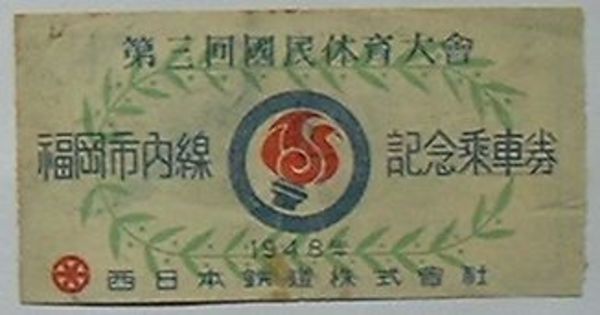 第三回國民体育大會
福岡市内線 記念乗車券
1948年
西日本鉄道株式會社